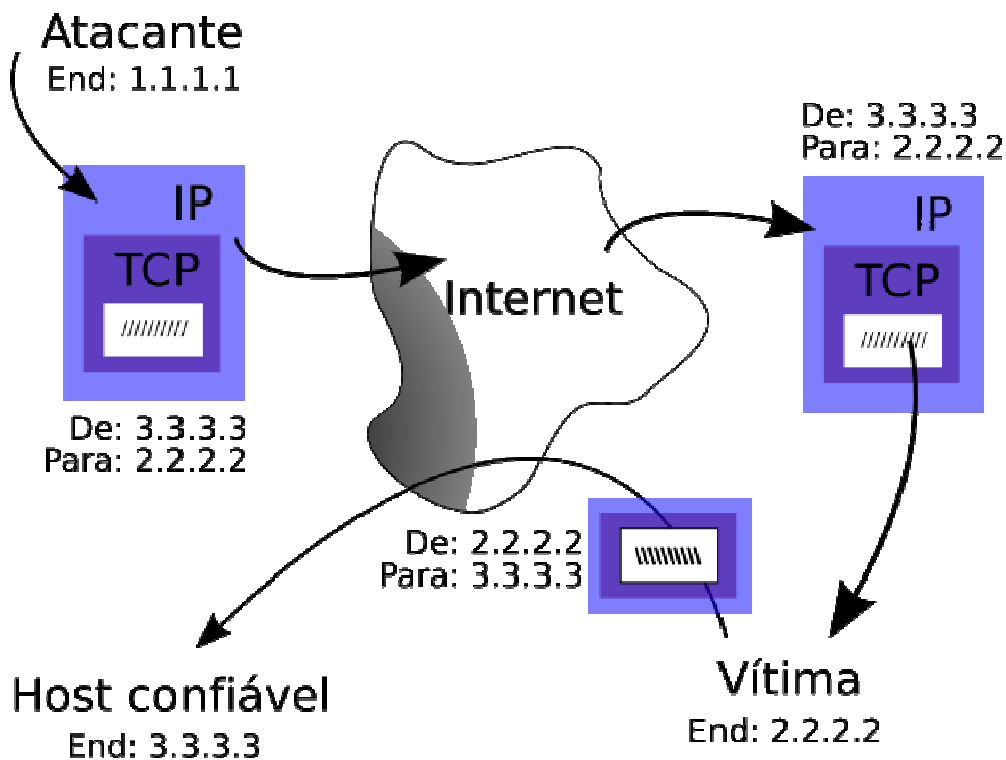 Atacante
End: 1.1.1.1
IP
TCP
De: 3.3.3.3
Para: 2.2.2.2
Internet
De: 3.3.3.3
Para: 2.2.2.2
IP
TCP
De: 2.2.2.2
Para: 3.3.3.3
Host confiável
End: 3.3.3.3
Vítima
End: 2.2.2.2